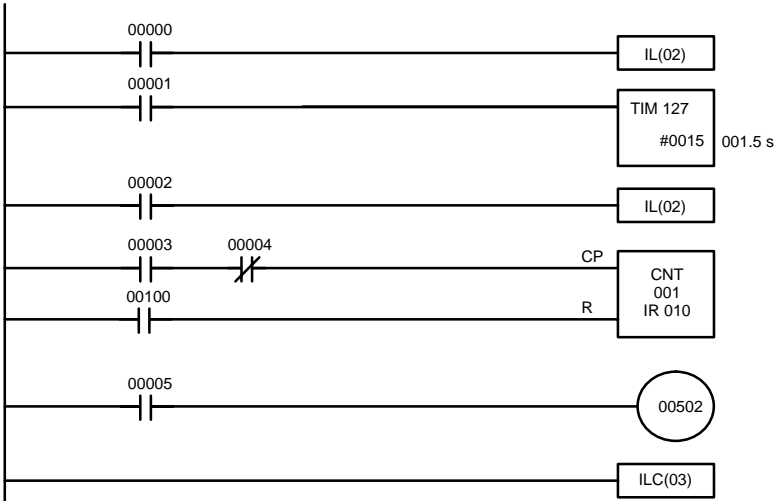 00000
IL(02)
00001
TIM 127
#0015 001.5 s
00002
IL(02)
00003 00004
CP
CNT
001
IR 010
00100
R
00005
00502
ILC(03)